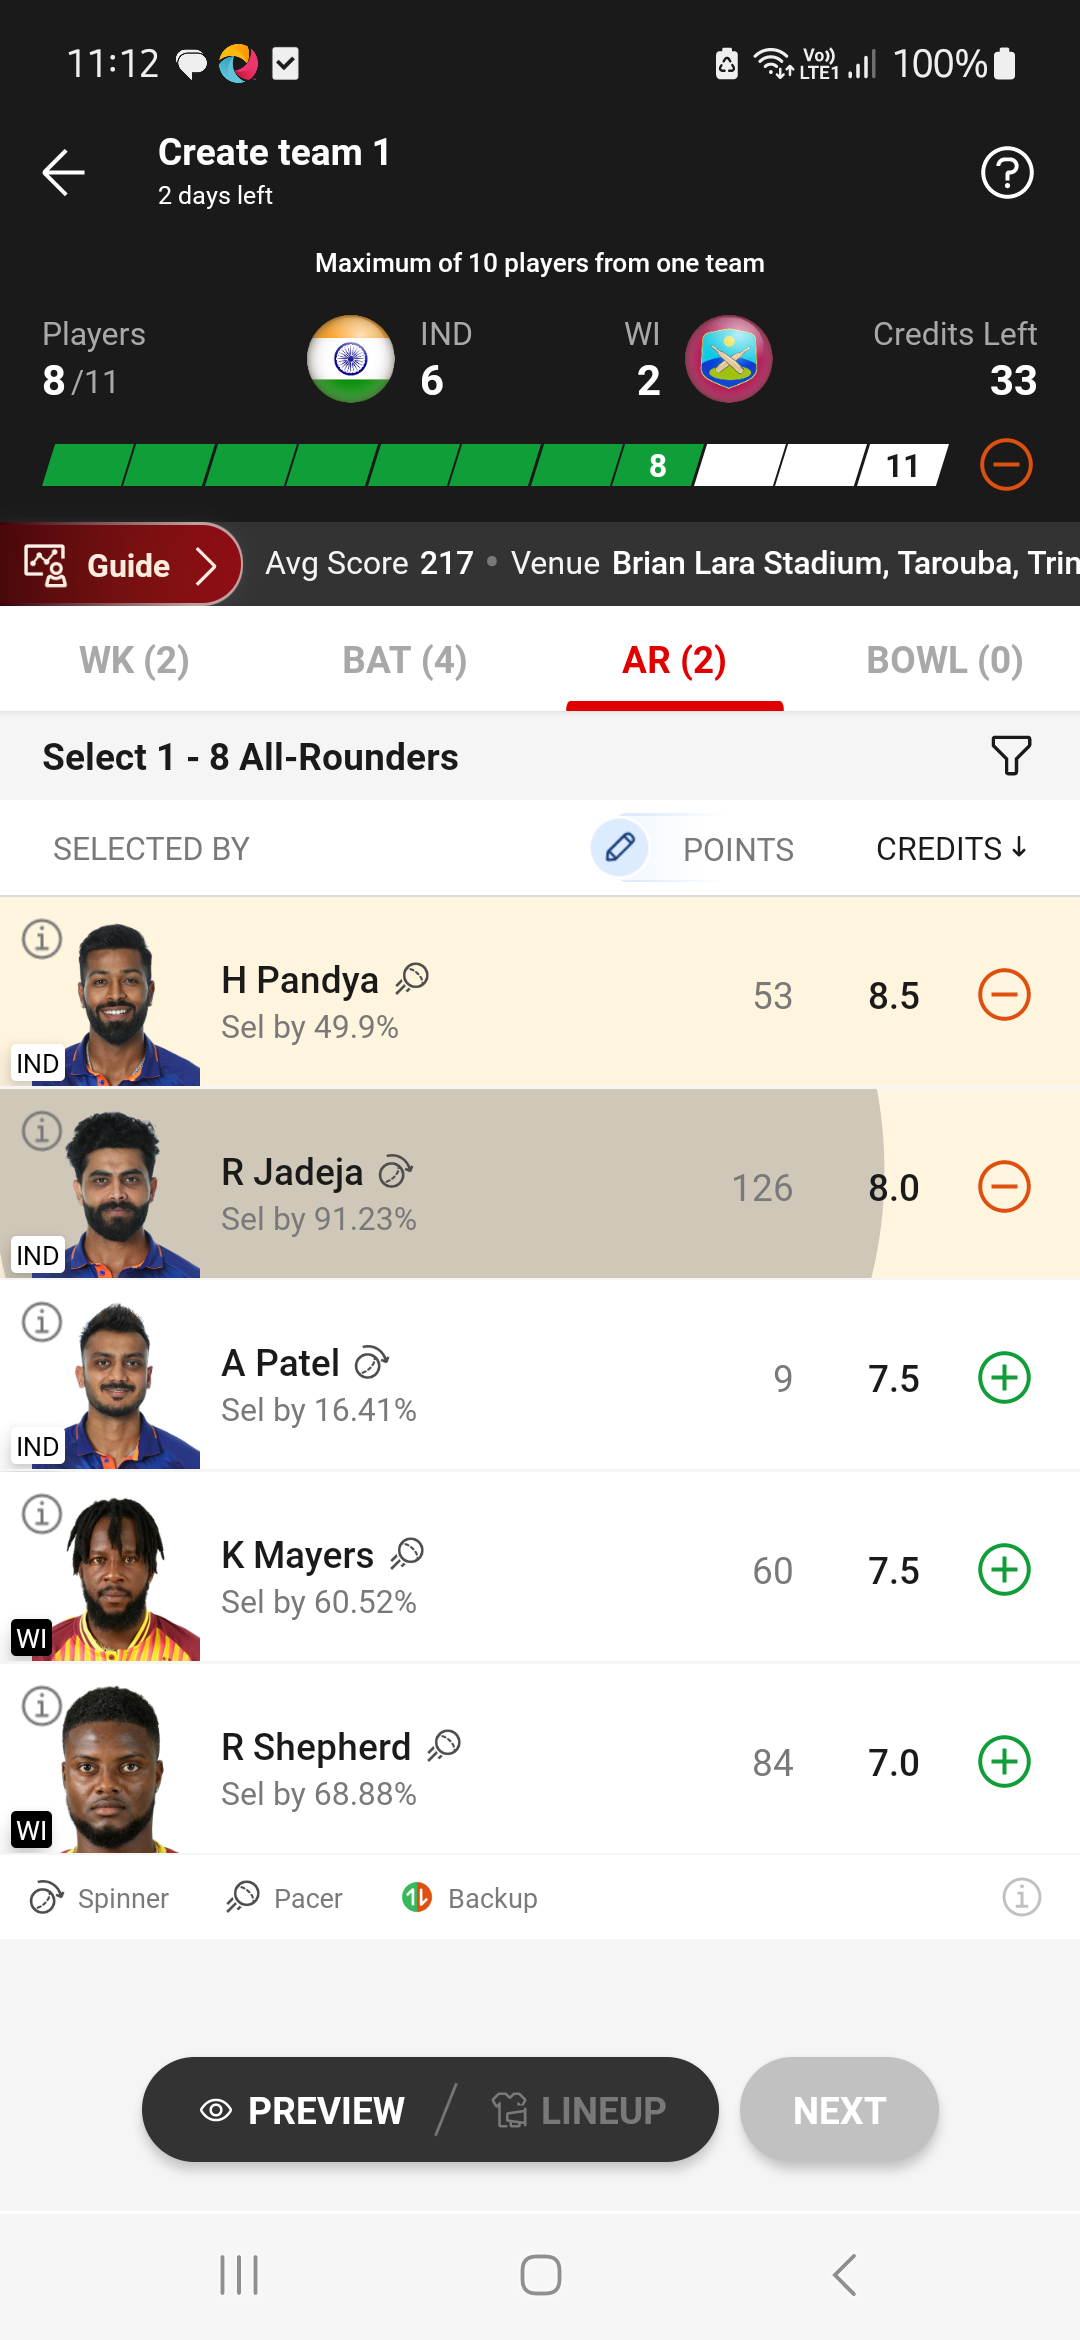 11:12
Vo))
LTE1
100%
Create team 1
2 days left
Maximum of 10 players from one team
Players
8/11
IND
6
WI
2
Credits Left
33
8
11
Guide
Avg Score 217 • Venue Brian Lara Stadium, Tarouba, Trin
WK (2)
BAT (4)
AR (2)
BOWL (0)
Select 1 - 8 All-Rounders
SELECTED BY
POINTS
CREDITS ↓
H Pandya
Sel by 49.9%
53
8.5
IND
R Jadeja
Sel by 91.23%
126
8.0
IND
A Patel
Sel by 16.41%
9
7.5
IND
K Mayers
Sel by 60.52%
60
7.5
WI
R Shepherd
Sel by 68.88%
84
7.0
WI
Spinner
Pacer
Backup
PREVIEW
LINEUP
NEXT